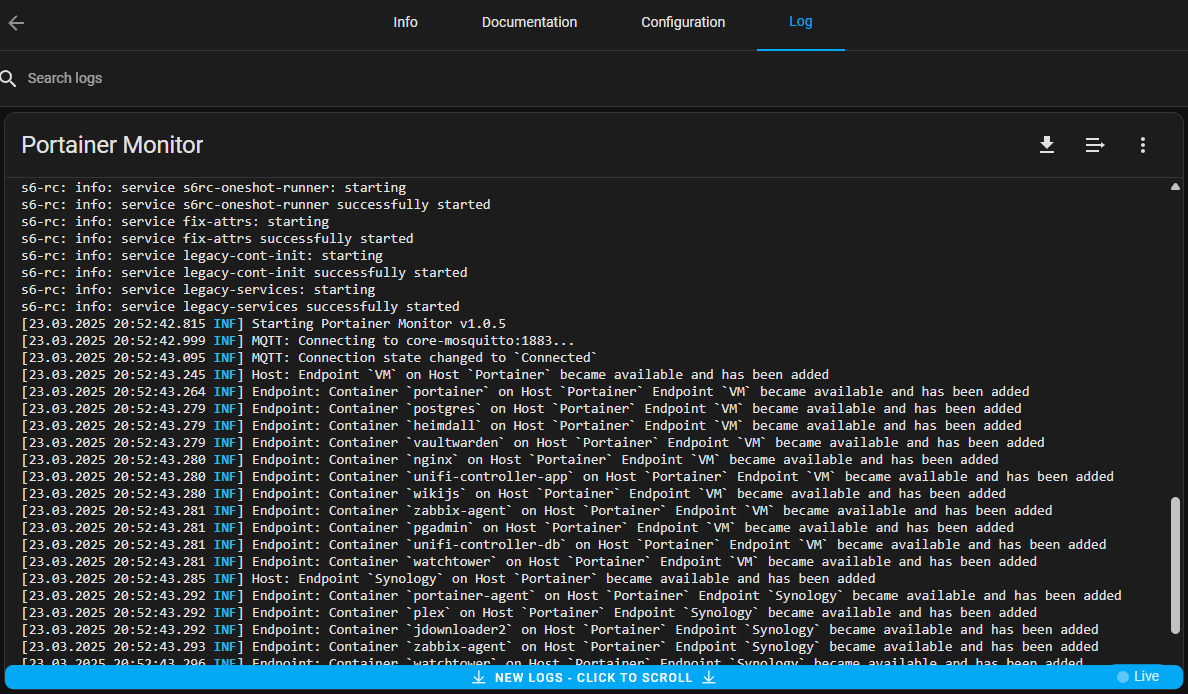 Info Documentation Configuration Log
Search logs
Portainer Monitor
s6-rc: info: service s6rc-oneshot-runner: starting
s6-rc: info: service s6rc-oneshot-runner successfully started
s6-rc: info: service fix-attrs: starting
s6-rc: info: service fix-attrs successfully started
s6-rc: info: service legacy-cont-init: starting
s6-rc: info: service legacy-cont-init successfully started
s6-rc: info: service legacy-services: starting
s6-rc: info: service legacy-services successfully started
[23.03.2025 20:52:42.815 INF] Starting Portainer Monitor v1.0.5
[23.03.2025 20:52:42.999 INF] MQTT: Connecting to core-mosquitto:1883...
[23.03.2025 20:52:43.095 INF] MQTT: Connection state changed to `Connected`
[23.03.2025 20:52:43.245 INF] Host: Endpoint `VM` on Host `Portainer` became available and has been added
[23.03.2025 20:52:43.264 INF] Endpoint: Container `portainer` on Host `Portainer` Endpoint `VM` became available and has been added
[23.03.2025 20:52:43.279 INF] Endpoint: Container `postgres` on Host `Portainer` Endpoint `VM` became available and has been added
[23.03.2025 20:52:43.279 INF] Endpoint: Container `heimdall` on Host `Portainer` Endpoint `VM` became available and has been added
[23.03.2025 20:52:43.279 INF] Endpoint: Container `vaultwarden` on Host `Portainer` Endpoint `VM` became available and has been added
[23.03.2025 20:52:43.280 INF] Endpoint: Container `nginx` on Host `Portainer` Endpoint `VM` became available and has been added
[23.03.2025 20:52:43.280 INF] Endpoint: Container `unifi-controller-app` on Host `Portainer` Endpoint `VM` became available and has been added
[23.03.2025 20:52:43.280 INF] Endpoint: Container `wikijs` on Host `Portainer` Endpoint `VM` became available and has been added
[23.03.2025 20:52:43.281 INF] Endpoint: Container `zabbix-agent` on Host `Portainer` Endpoint `VM` became available and has been added
[23.03.2025 20:52:43.281 INF] Endpoint: Container `pgadmin` on Host `Portainer` Endpoint `VM` became available and has been added
[23.03.2025 20:52:43.281 INF] Endpoint: Container `unifi-controller-db` on Host `Portainer` Endpoint `VM` became available and has been added
[23.03.2025 20:52:43.281 INF] Endpoint: Container `watchtower` on Host `Portainer` Endpoint `VM` became available and has been added
[23.03.2025 20:52:43.285 INF] Host: Endpoint `Synology` on Host `Portainer` became available and has been added
[23.03.2025 20:52:43.292 INF] Endpoint: Container `portainer-agent` on Host `Portainer` Endpoint `Synology` became available and has been added
[23.03.2025 20:52:43.292 INF] Endpoint: Container `plex` on Host `Portainer` Endpoint `Synology` became available and has been added
[23.03.2025 20:52:43.292 INF] Endpoint: Container `jdownloader2` on Host `Portainer` Endpoint `Synology` became available and has been added
[23.03.2025 20:52:43.293 INF] Endpoint: Container `zabbix-agent` on Host `Portainer` Endpoint `Synology` became available and has been added
[23.03.2025 20:52:43.296 INF] Endpoint: Container `watchtower` on Host `Portainer` Endpoint `Synology` became available and has been added
NEW LOGS - CLICK TO SCROLL
Live